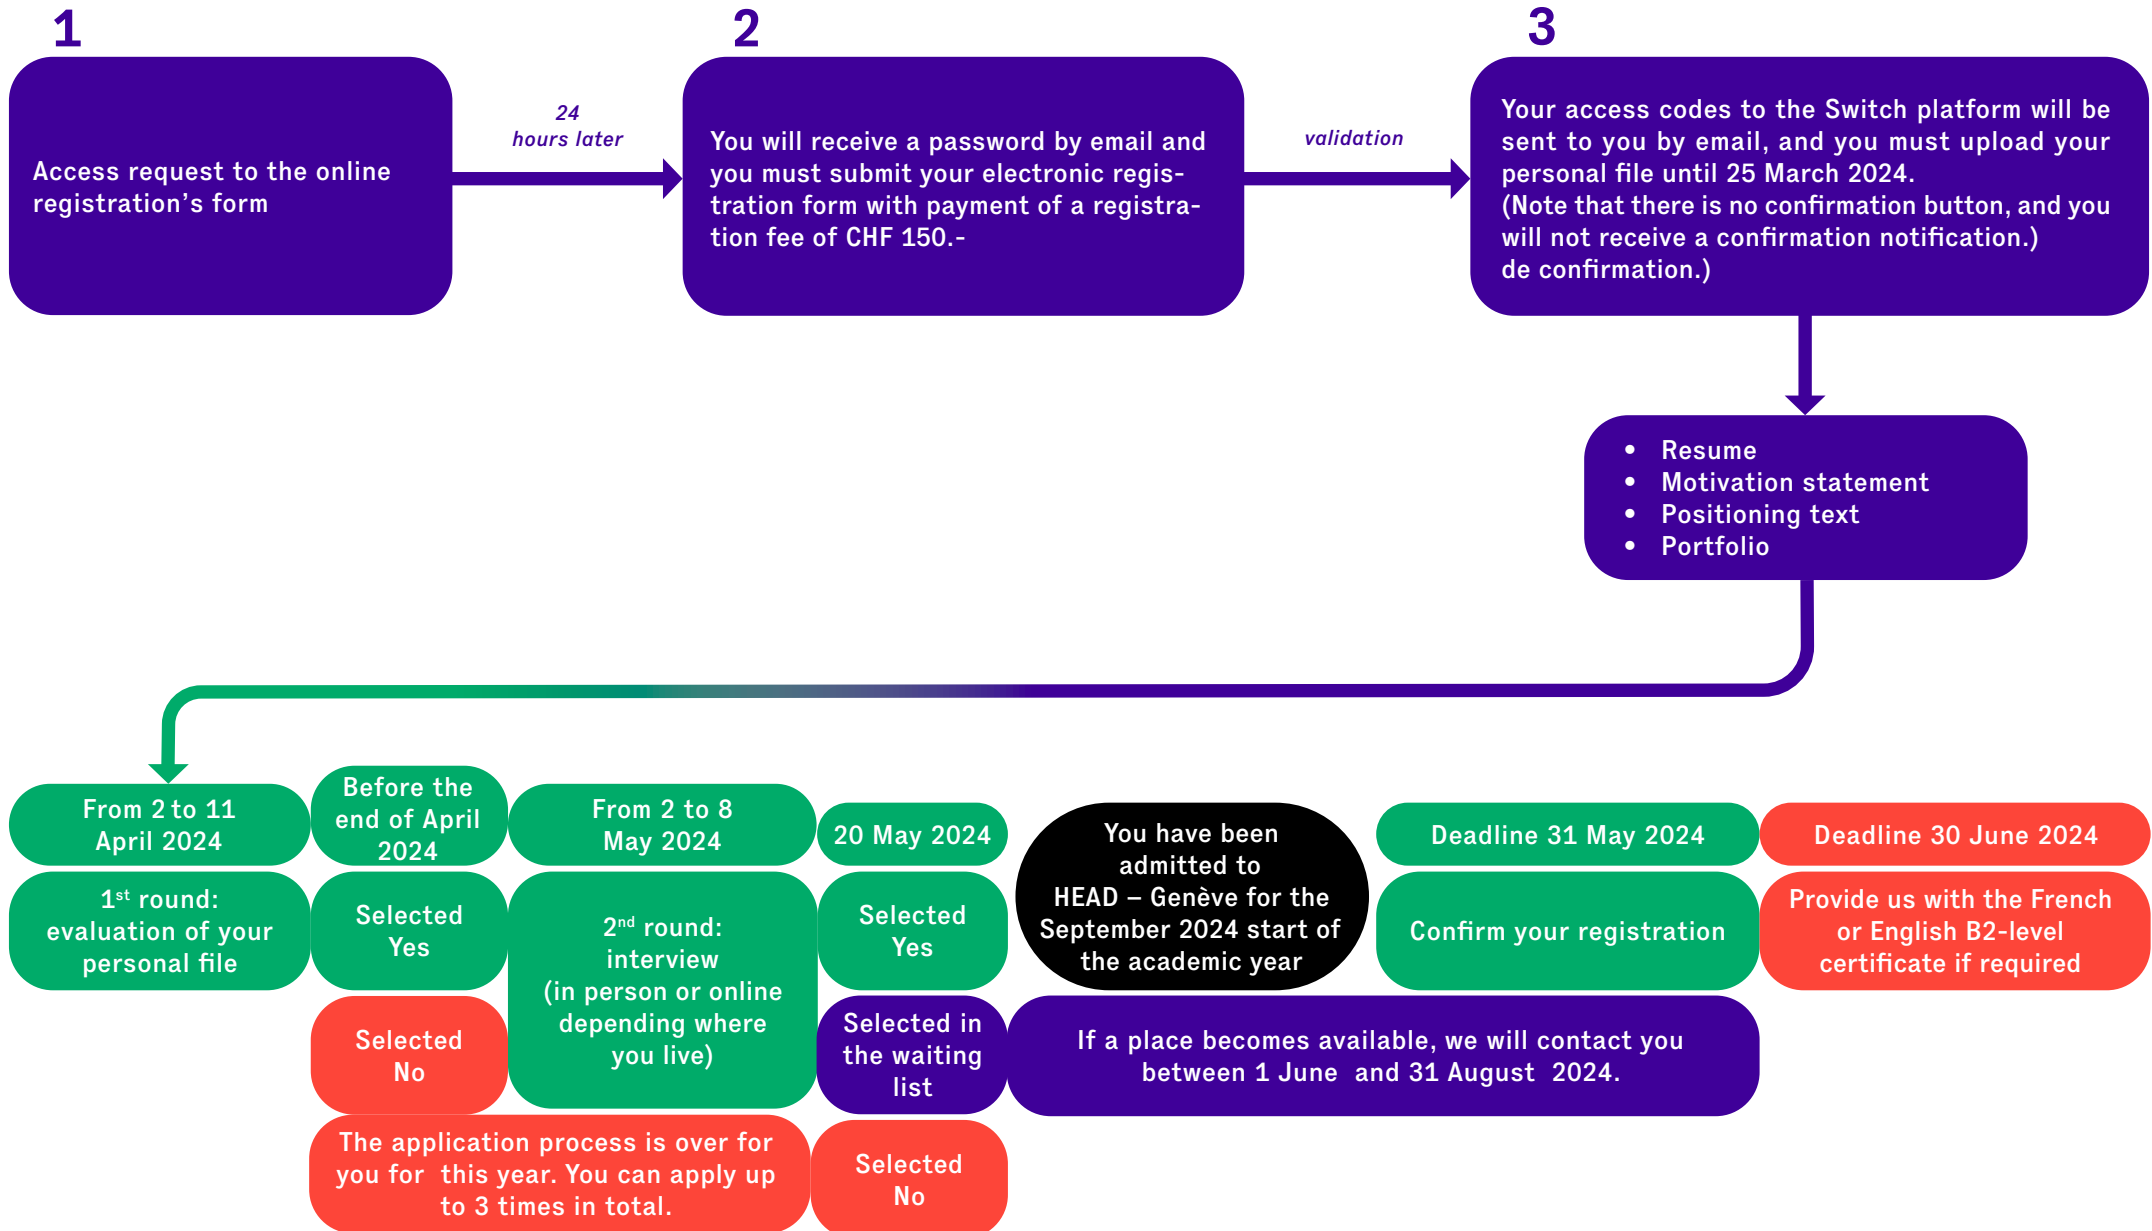 1
Access request to the online
registration’s form
24
hours later
2
You will receive a password by email and
you must submit your electronic regis-
tration form with payment of a registra-
tion fee of CHF 150.-
validation
3
Your access codes to the Switch platform will be
sent to you by email, and you must upload your
personal file until 25 March 2024.
(Note that there is no confirmation button, and you
will not receive a confirmation notification.)
de confirmation.)
• Resume
• Motivation statement
• Positioning text
• Portfolio
From 2 to 11
April 2024
1st round:
evaluation of your
personal file
Before the
end of April
2024
Selected
Yes
Selected
No
From 2 to 8
May 2024
2nd round:
interview
(in person or online
depending where
you live)
The application process is over for
you for this year. You can apply up
to 3 times in total.
20 May 2024
Selected
Yes
Selected in
the waiting
list
Selected
No
You have been
admitted to
HEAD – Genève for the
September 2024 start of
the academic year
If a place becomes available, we will contact you
between 1 June and 31 August 2024.
Deadline 31 May 2024
Confirm your registration
Deadline 30 June 2024
Provide us with the French
or English B2-level
certificate if required